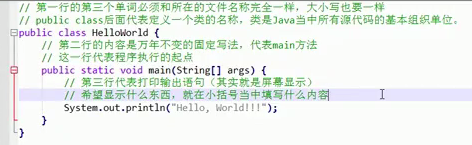 // 第一行的第三个单词必须和所在的文件名称完全一样，大小写也要一样
// public class后面代表定义一个类的名称，类是Java当中所有源代码的基本组织单位。
public class HelloWorld {
// 第二行的内容是万年不变的固定写法，代表main方法
// 这一行代表程序执行的起点
public static void main(String[] args) {
// 第三行代表打印输出语句（其实就是屏幕显示）
// 希望显示什么东西，就在小括号当中填写什么内容
System.out.println("Hello, World!!!");
}
}